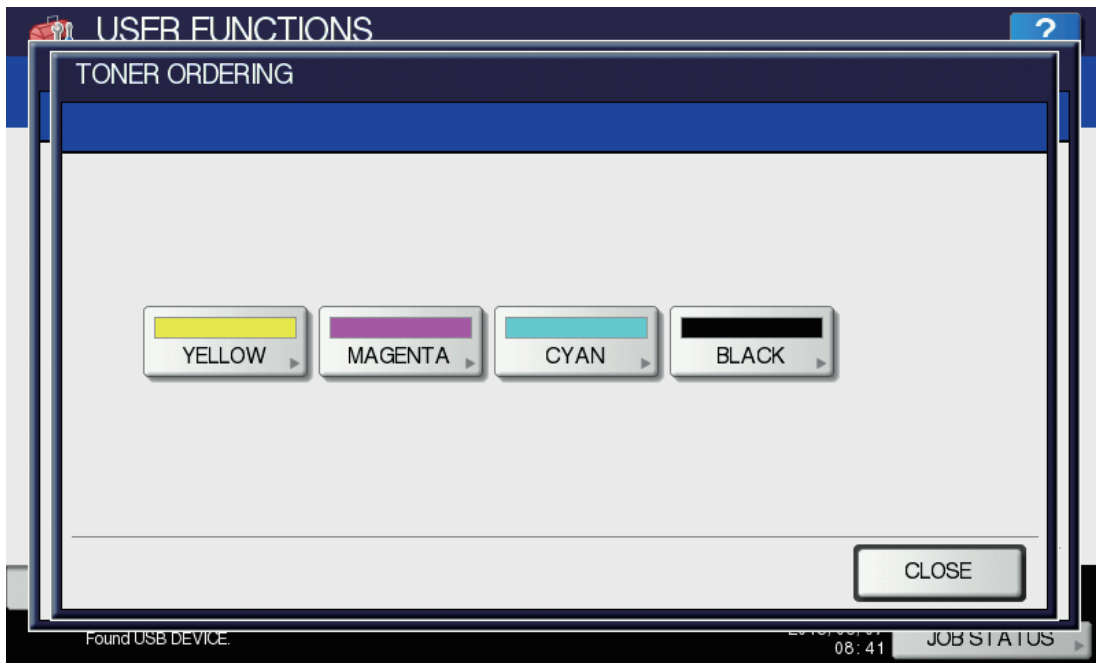 USER FUNCTIONS
?
TONER ORDERING
YELLOW
MAGENTA
CYAN
BLACK
CLOSE
Found USB DEVICE.
08:41
JOB STATUS